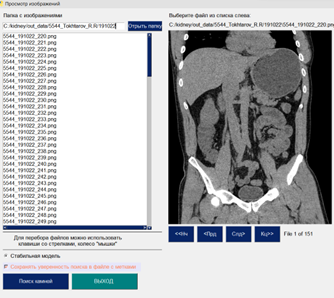 Просмотр изображений
Папка с изображениями
C:/kidney/out_data/5544_Tokhtarov_R.R/191022
Отрыть папку
5544_191022_220.png
5544_191022_221.png
5544_191022_222.png
5544_191022_223.png
5544_191022_224.png
5544_191022_225.png
5544_191022_226.png
5544_191022_227.png
5544_191022_228.png
5544_191022_229.png
5544_191022_230.png
5544_191022_231.png
5544_191022_232.png
5544_191022_233.png
5544_191022_234.png
5544_191022_235.png
5544_191022_236.png
5544_191022_237.png
5544_191022_238.png
5544_191022_239.png
5544_191022_240.png
5544_191022_241.png
5544_191022_242.png
5544_191022_243.png
5544_191022_244.png
5544_191022_245.png
5544_191022_246.png
5544_191022_247.png
5544_191022_248.png
5544_191022_249.png
Для перебора файлов можно использовать
клавиши со стрелками, колесо "мышки"
Стабильная модель
Сохранять уверенность поиска в файле с метками
Поиск камней
ВЫХОД
Выберите файл из списка слева:
C:/kidney/out_data/5544_Tokhtarov_R.R/191022\5544_191022_220.png
<<Нч
<Прд
След>
Кц>>
File 1 of 151